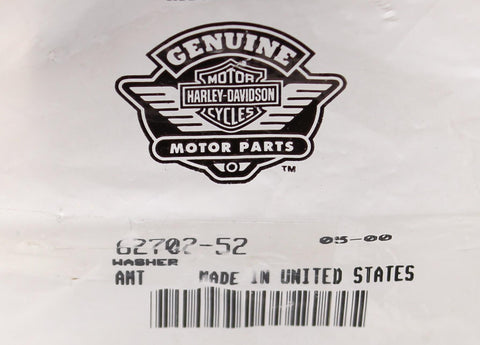 GENUINE
MOTOR
HARLEY-DAVIDSON
CYCLES
MOTOR PARTS
TM
62702-52 05-00
WASHER
AMT MADE IN UNITED STATES